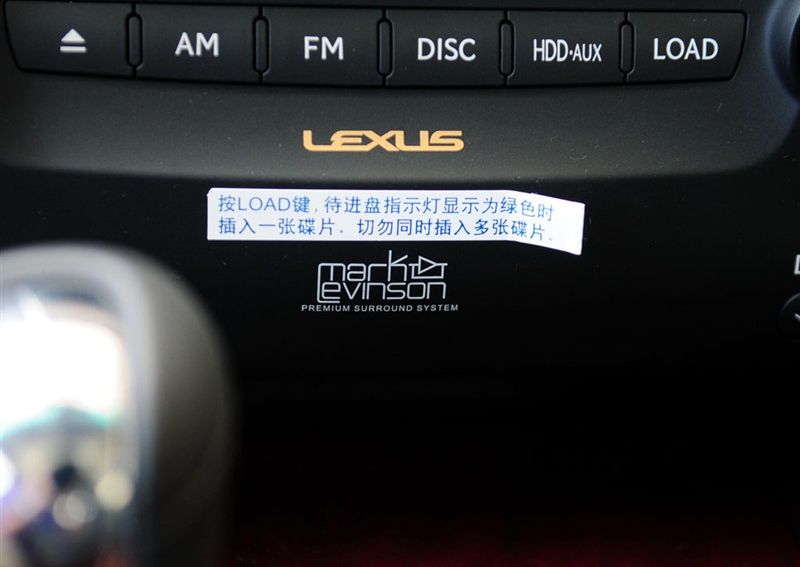 AM FM DISC HDD·AUX LOAD
LEXUS
按LOAD键,待进盘指示灯显示为绿色时
插入一张碟片。切勿同时插入多张碟片。
mark
Levinson
PREMIUM SURROUND SYSTEM